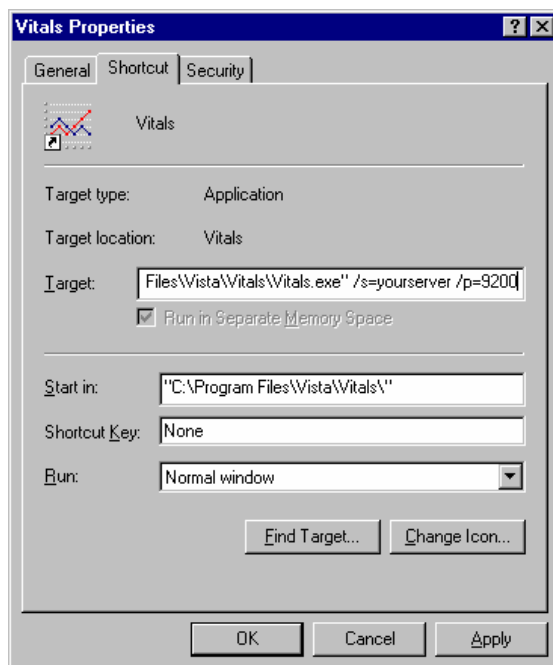 Vitals Properties
General Shortcut Security
Vitals
Target type: Application
Target location: Vitals
Target: Files\Vista\Vitals\Vitals.exe" /s=yourserver /p=9200
Run in Separate Memory Space
Start in: "C:\Program Files\Vista\Vitals\"
Shortcut Key: None
Run: Normal window
Find Target... Change Icon...
OK Cancel Apply